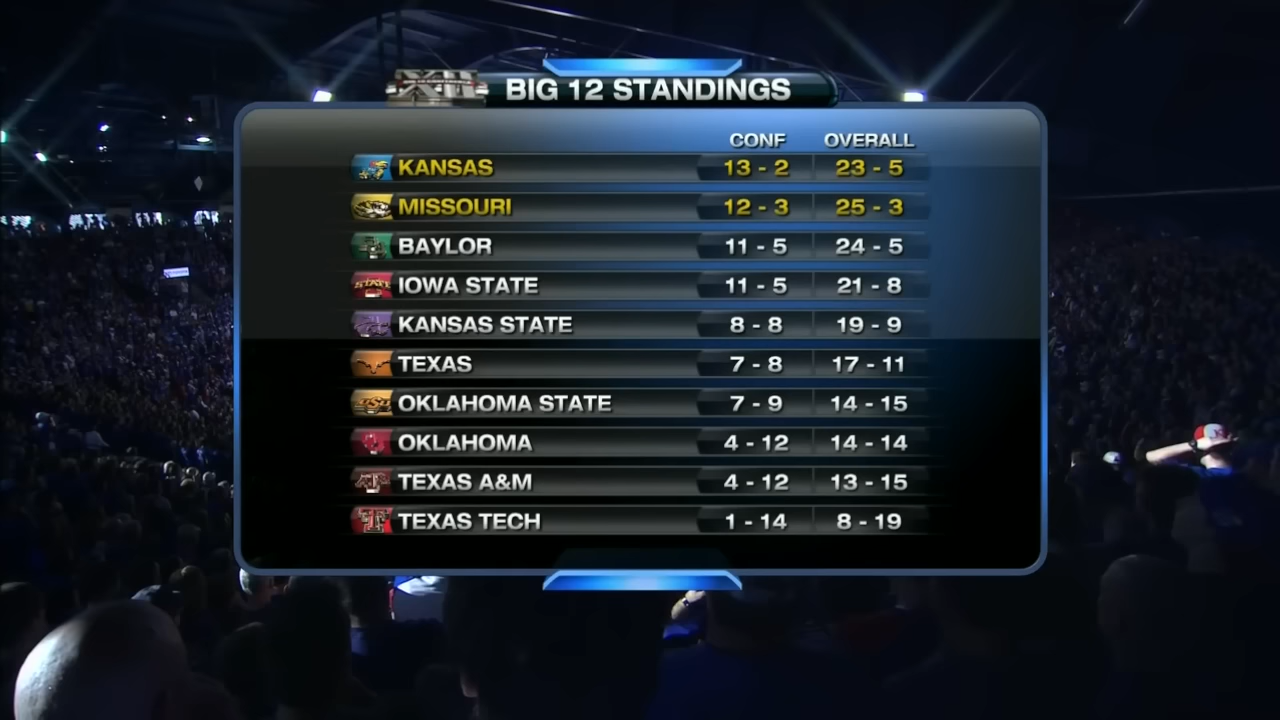 XII
BIG 12 STANDINGS
CONF OVERALL
KANSAS 13 - 2 23 - 5
MISSOURI 12 - 3 25 - 3
BAYLOR 11 - 5 24 - 5
IOWA STATE 11 - 5 21 - 8
KANSAS STATE 8 - 8 19 - 9
TEXAS 7 - 8 17 - 11
OKLAHOMA STATE 7 - 9 14 - 15
OKLAHOMA 4 - 12 14 - 14
TEXAS A&M 4 - 12 13 - 15
TEXAS TECH 1 - 14 8 - 19